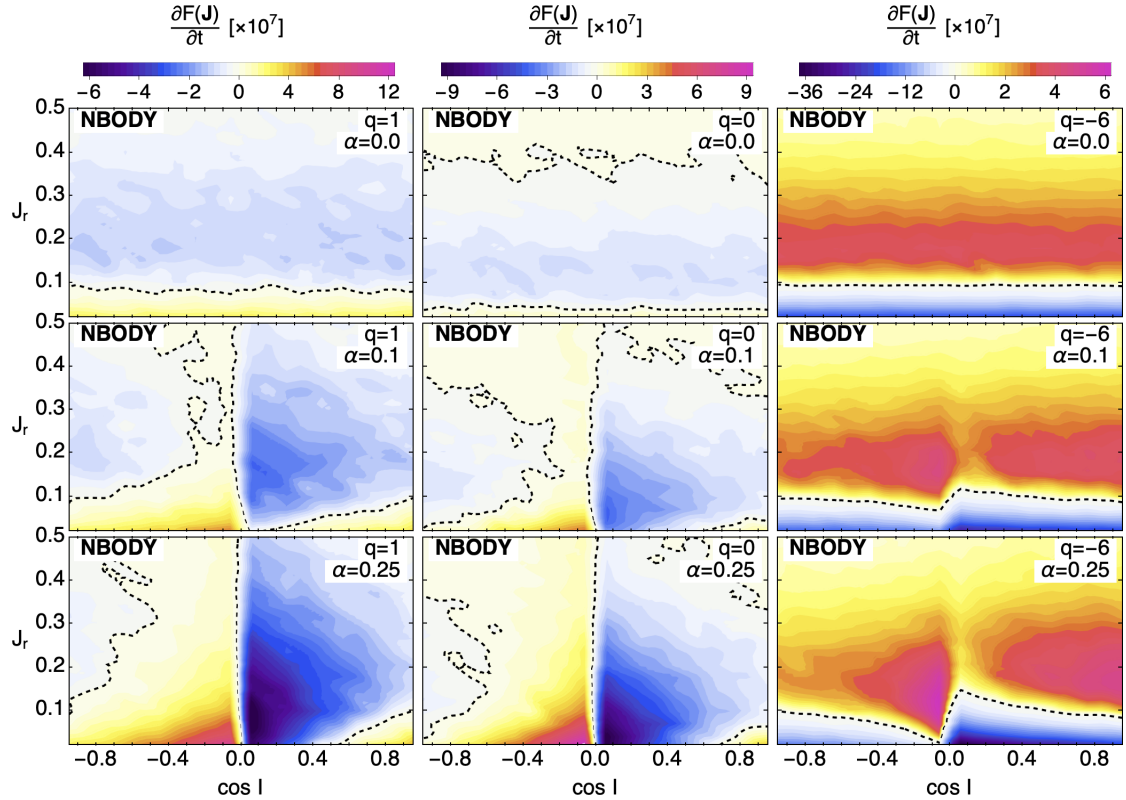 ∂F(J)/∂t [×10⁷] ∂F(J)/∂t [×10⁷] ∂F(J)/∂t [×10⁷]
−6 −4 −2 0 4 8 12 −9 −6 −3 0 3 6 9 −36 −24 −12 0 2 4 6
0.5 NBODY q=1 NBODY q=0 NBODY q=−6
α=0.0 α=0.0 α=0.0
0.4
0.3
Jr
0.2
0.1
0.5 NBODY q=1 NBODY q=0 NBODY q=−6
α=0.1 α=0.1 α=0.1
0.4
0.3
Jr
0.2
0.1
0.5 NBODY q=1 NBODY q=0 NBODY q=−6
α=0.25 α=0.25 α=0.25
0.4
0.3
Jr
0.2
0.1
−0.8 −0.4 0.0 0.4 0.8 −0.8 −0.4 0.0 0.4 0.8 −0.8 −0.4 0.0 0.4 0.8
cos I cos I cos I